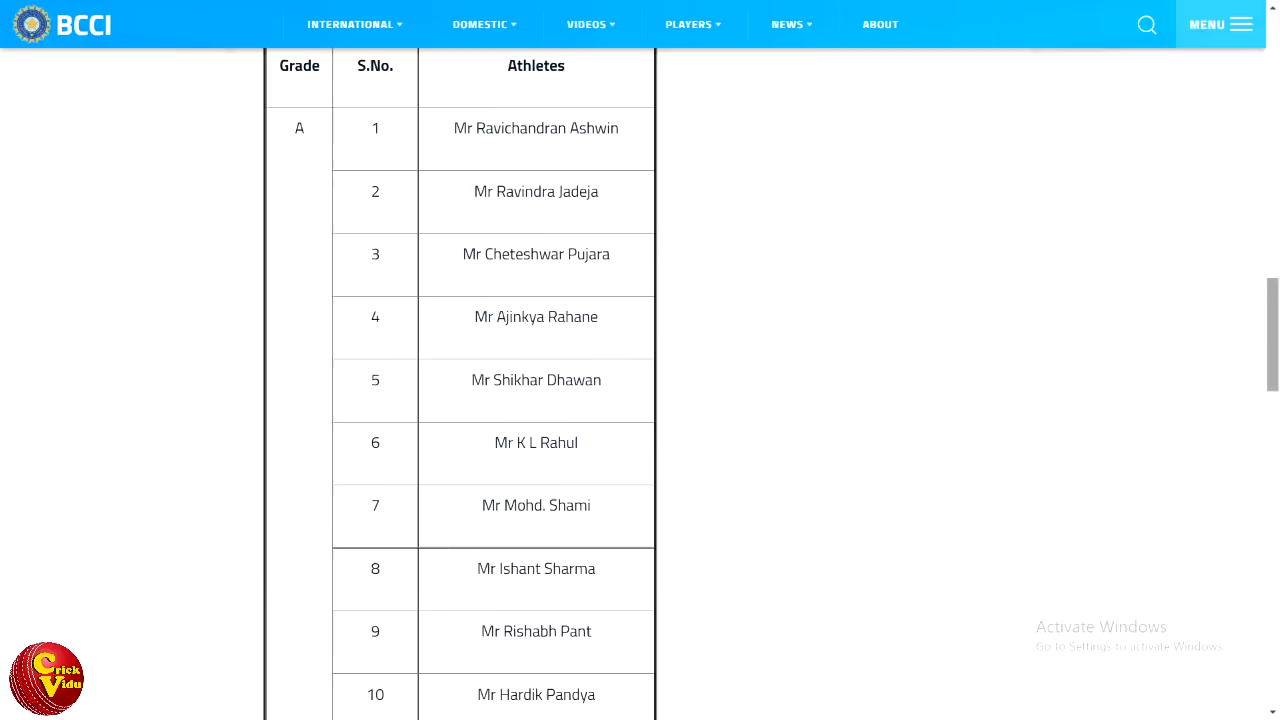 BCCI INTERNATIONAL DOMESTIC VIDEOS PLAYERS NEWS ABOUT MENU
Grade S.No. Athletes
A 1 Mr Ravichandran Ashwin
2 Mr Ravindra Jadeja
3 Mr Cheteshwar Pujara
4 Mr Ajinkya Rahane
5 Mr Shikhar Dhawan
6 Mr K L Rahul
7 Mr Mohd. Shami
8 Mr Ishant Sharma
9 Mr Rishabh Pant
10 Mr Hardik Pandya
Activate Windows
Go to Settings to activate Windows.
Crick
Vidu